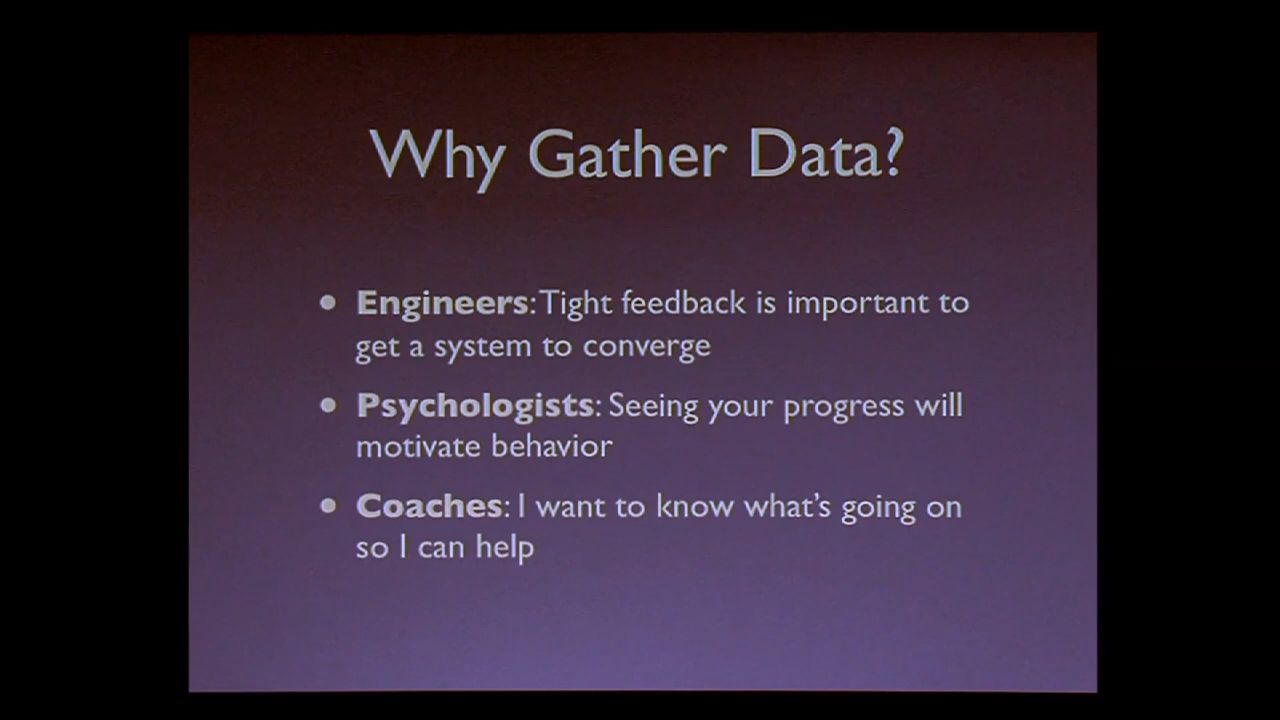 Why Gather Data?
• Engineers: Tight feedback is important to
get a system to converge
• Psychologists: Seeing your progress will
motivate behavior
• Coaches: I want to know what's going on
so I can help